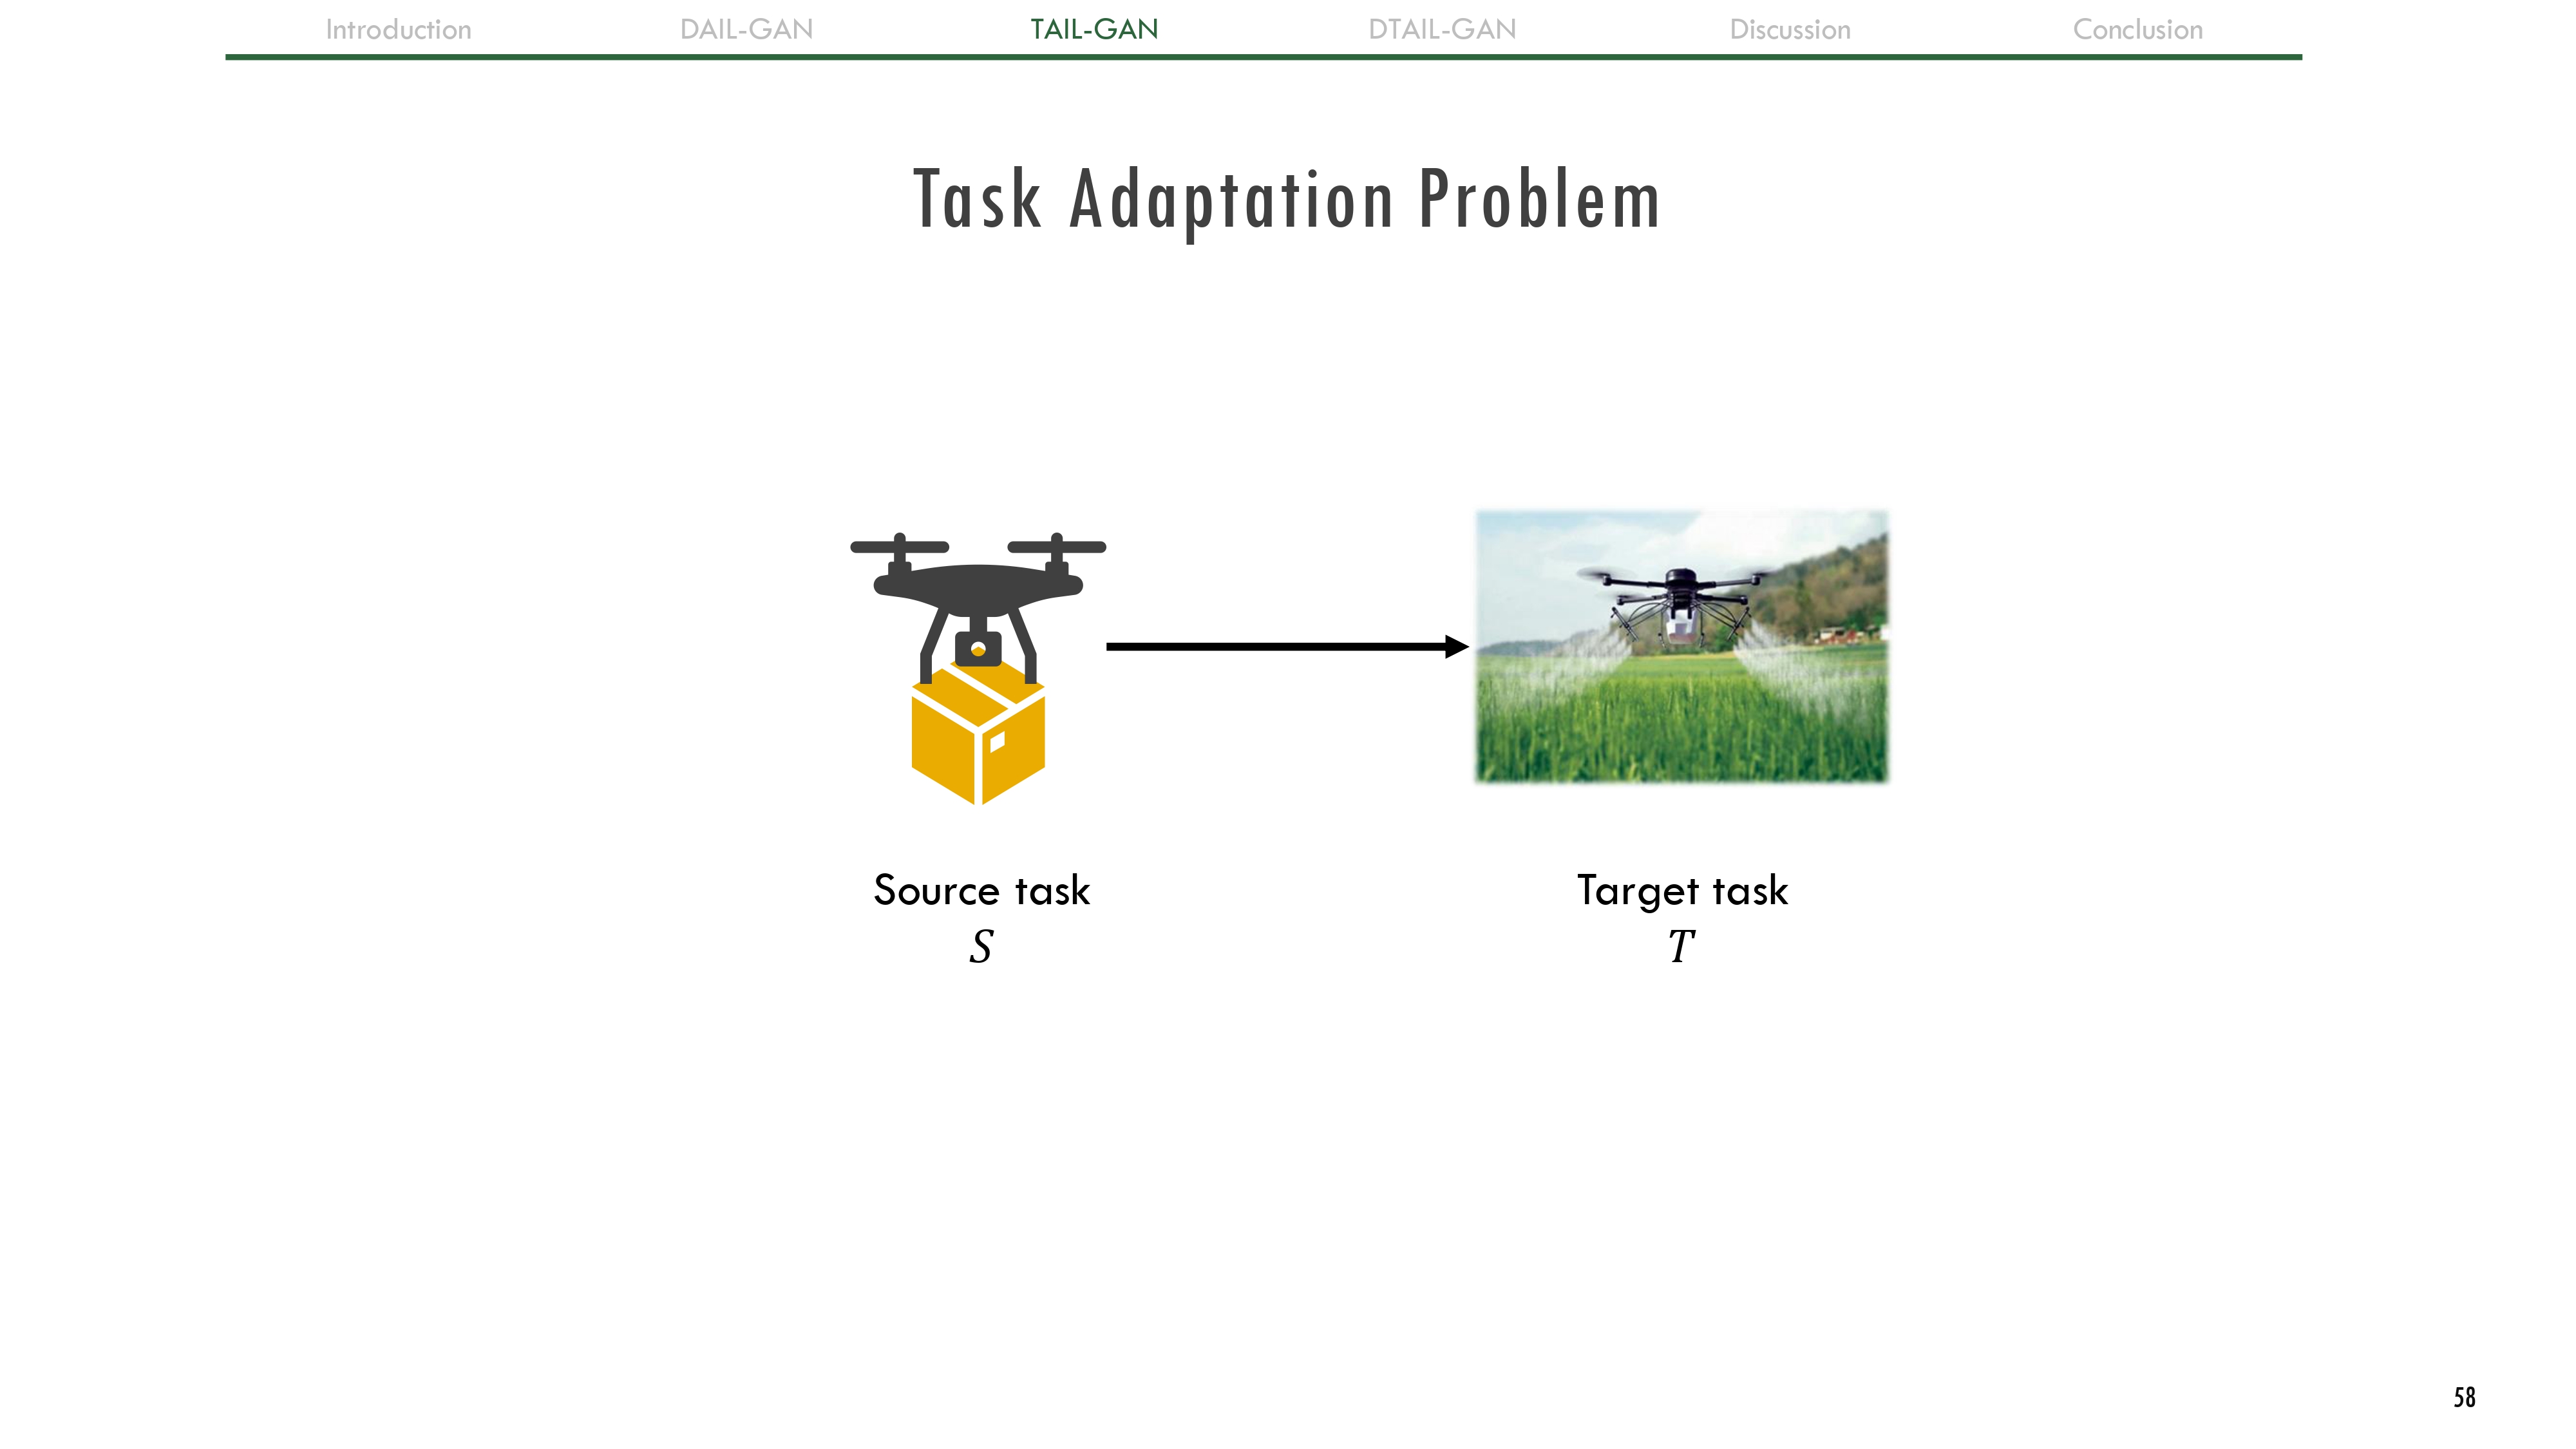 Introduction DAIL-GAN TAIL-GAN DTAIL-GAN Discussion Conclusion
Task Adaptation Problem
Source task
S
Target task
T
58